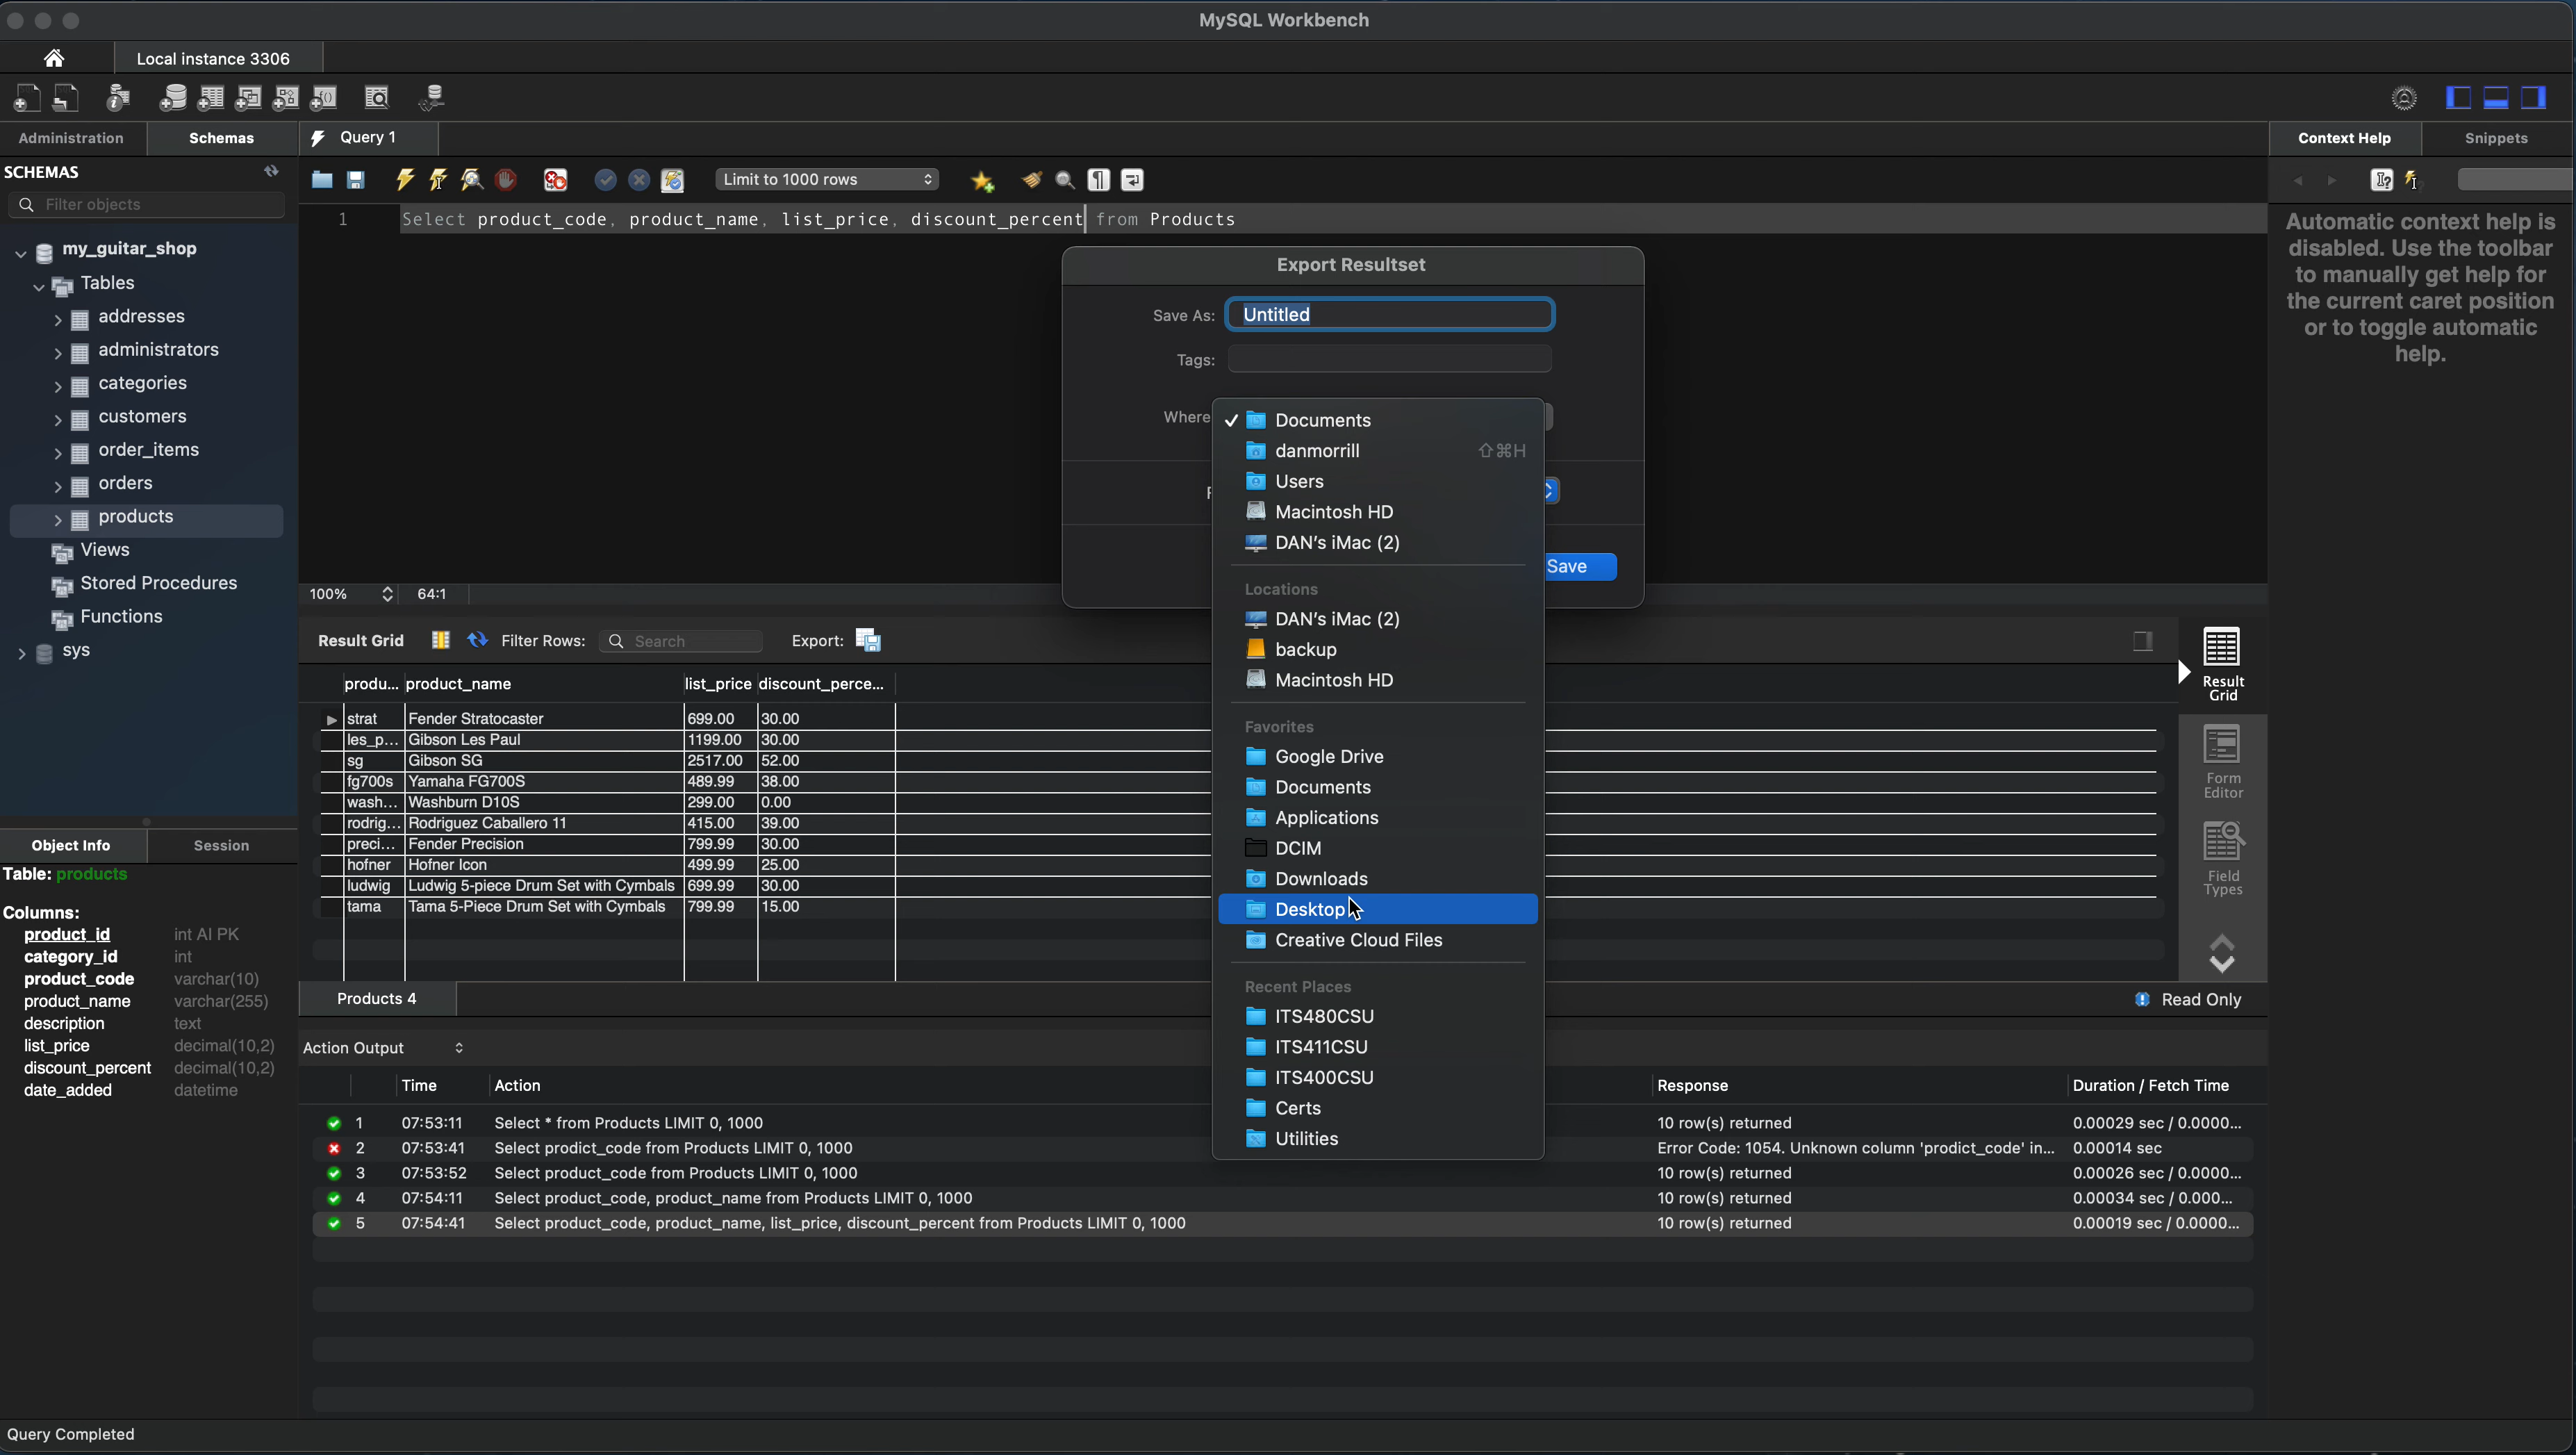 MySQL Workbench
Local instance 3306
Administration
Schemas
Query 1
Context Help
Snippets
SCHEMAS
Limit to 1000 rows
Filter objects
1 Select product_code, product_name, list_price, discount_percent from Products
Automatic context help is
disabled. Use the toolbar
to manually get help for
the current caret position
or to toggle automatic
help.
my_guitar_shop
Tables
addresses
administrators
categories
customers
order_items
orders
products
Views
Stored Procedures
Functions
sys
Export Resultset
Save As: Untitled
Tags:
Where
Save
Documents
danmorrill ⇧⌘H
Users
Macintosh HD
DAN's iMac (2)
Locations
DAN's iMac (2)
backup
Macintosh HD
Favorites
Google Drive
Documents
Applications
DCIM
Downloads
Desktop
Creative Cloud Files
Recent Places
ITS480CSU
ITS411CSU
ITS400CSU
Certs
Utilities
100% 64:1
Result Grid Filter Rows: Search Export:
produ... product_name list_price discount_perce...
strat Fender Stratocaster 699.00 30.00
les_p... Gibson Les Paul 1199.00 30.00
sg Gibson SG 2517.00 52.00
fg700s Yamaha FG700S 489.99 38.00
wash... Washburn D10S 299.00 0.00
rodrig... Rodriguez Caballero 11 415.00 39.00
preci... Fender Precision 799.99 30.00
hofner Hofner Icon 499.99 25.00
ludwig Ludwig 5-piece Drum Set with Cymbals 699.99 30.00
tama Tama 5-Piece Drum Set with Cymbals 799.99 15.00
Result
Grid
Form
Editor
Field
Types
Products 4
Read Only
Object Info
Session
Table: products
Columns:
product_id int AI PK
category_id int
product_code varchar(10)
product_name varchar(255)
description text
list_price decimal(10,2)
discount_percent decimal(10,2)
date_added datetime
Action Output
Time Action Response Duration / Fetch Time
1 07:53:11 Select * from Products LIMIT 0, 1000 10 row(s) returned 0.00029 sec / 0.0000...
2 07:53:41 Select prodict_code from Products LIMIT 0, 1000 Error Code: 1054. Unknown column 'prodict_code' in... 0.00014 sec
3 07:53:52 Select product_code from Products LIMIT 0, 1000 10 row(s) returned 0.00026 sec / 0.0000...
4 07:54:11 Select product_code, product_name from Products LIMIT 0, 1000 10 row(s) returned 0.00034 sec / 0.000...
5 07:54:41 Select product_code, product_name, list_price, discount_percent from Products LIMIT 0, 1000 10 row(s) returned 0.00019 sec / 0.0000...
Query Completed